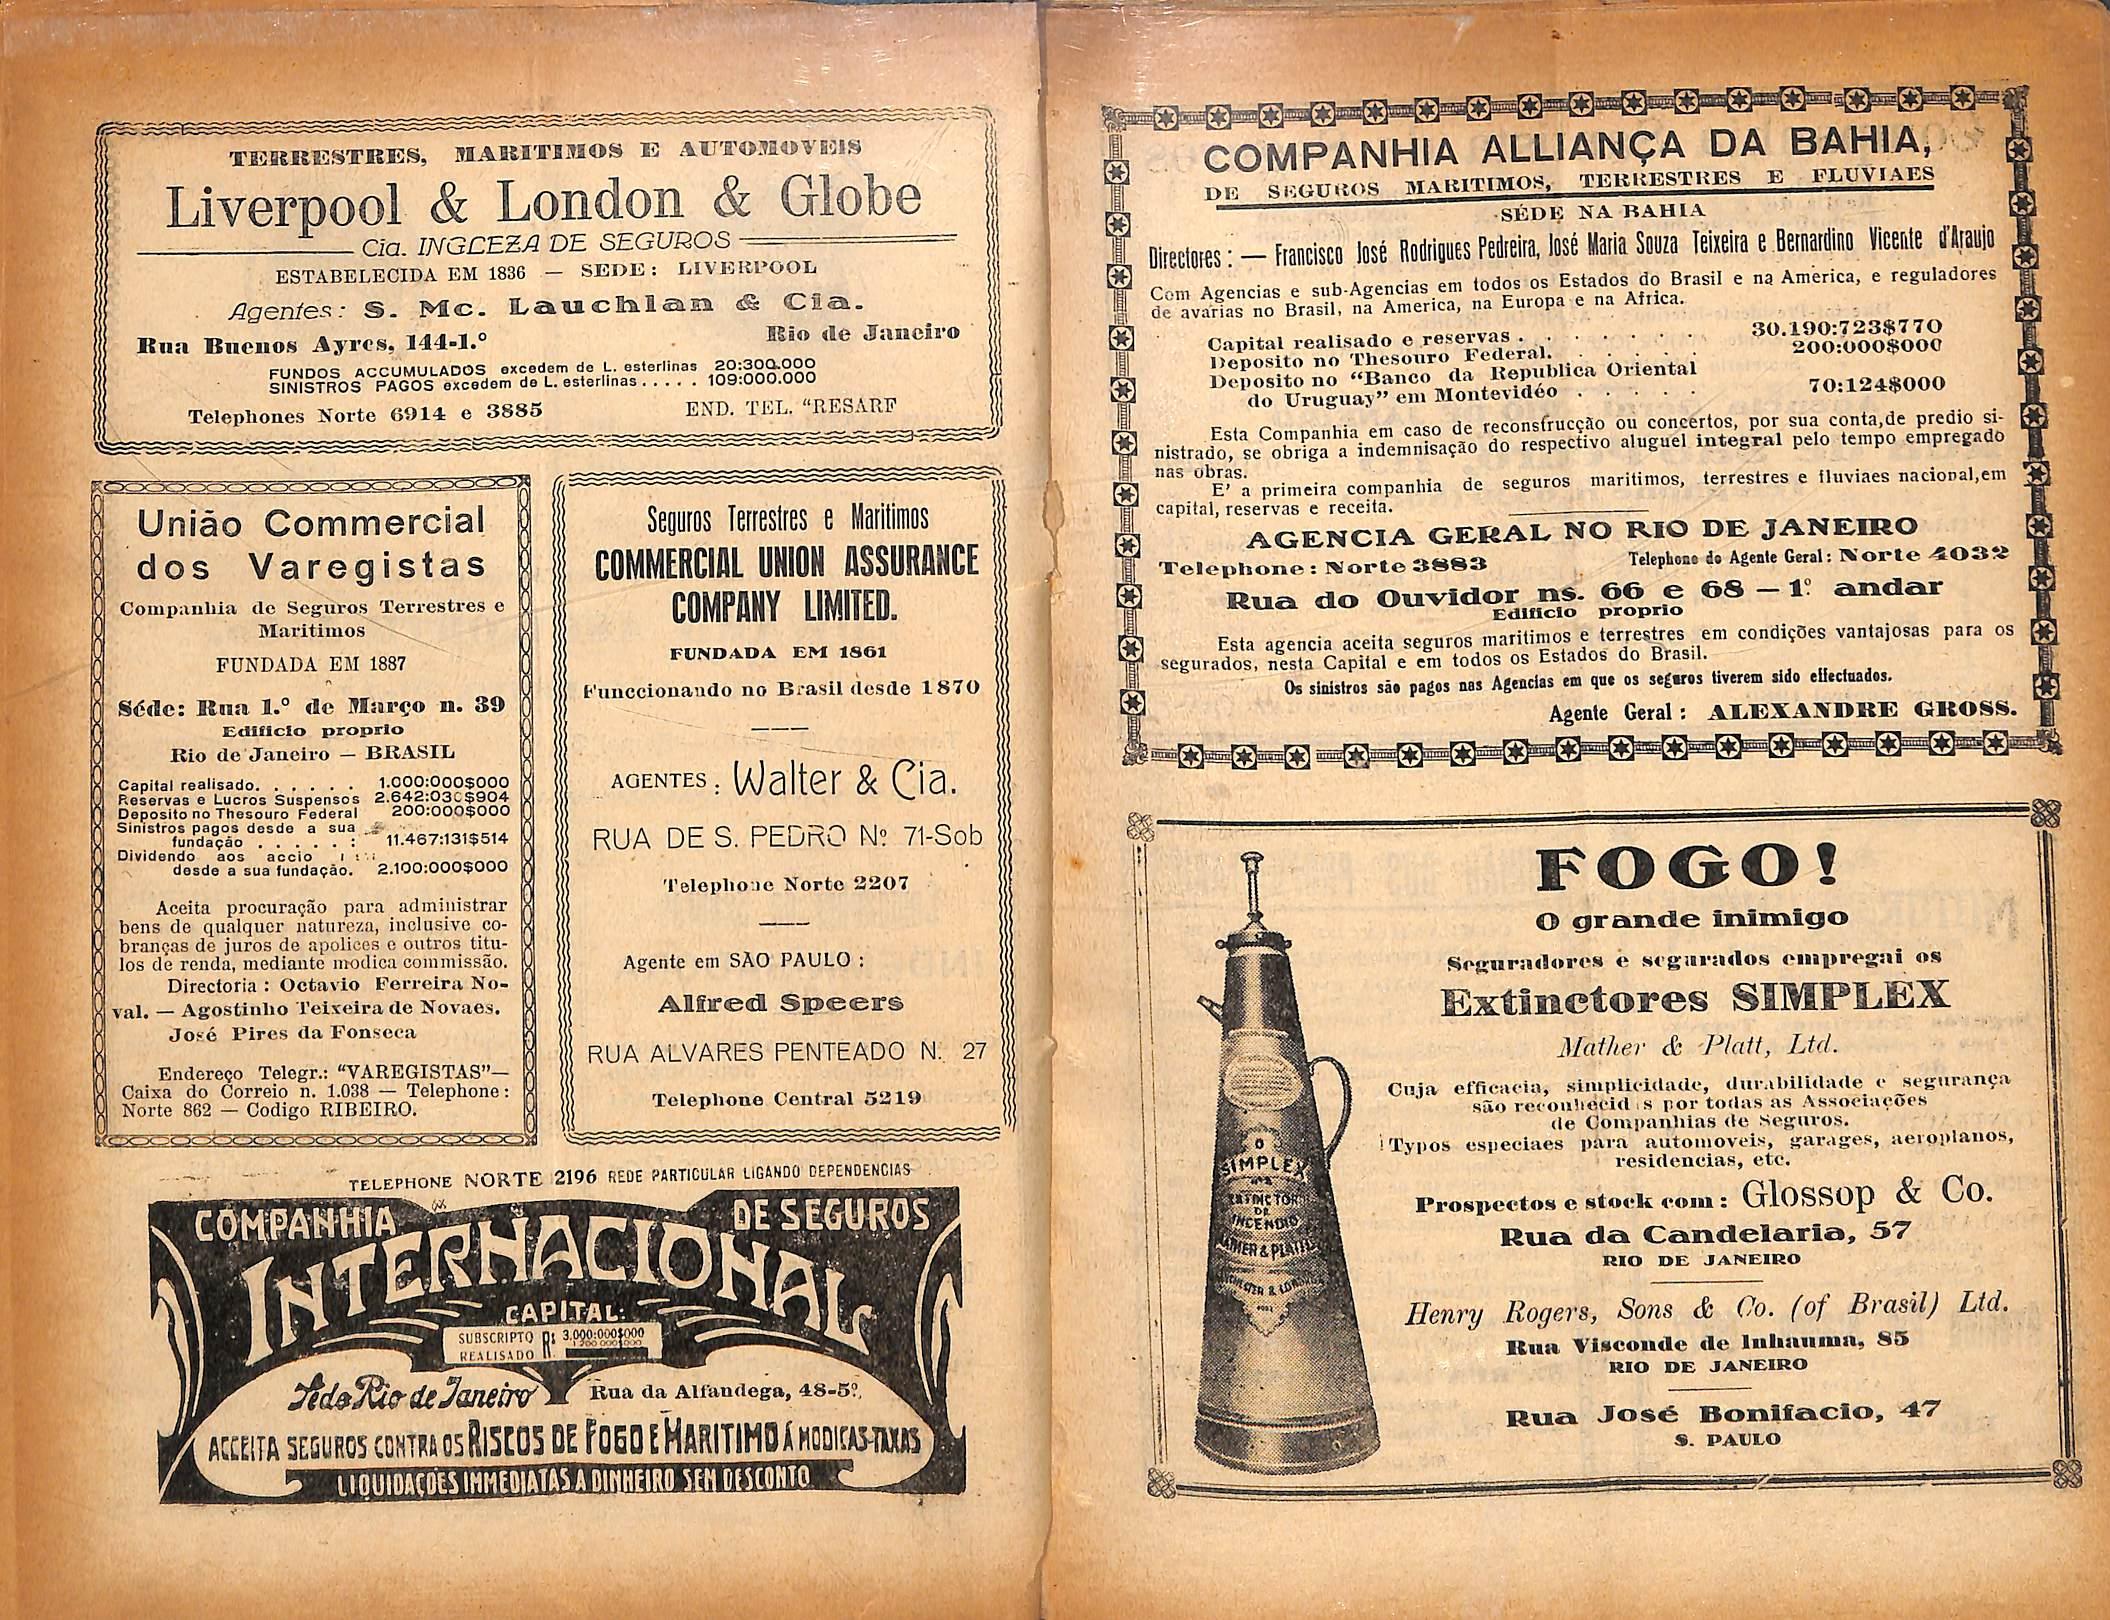 TERRESTRES, MARITIMOS E AUTOMOVEIS
Liverpool & London & Globe
Cia. INGLEZA DE SEGUROS
ESTABELECIDA EM 1836 — SEDE: LIVERPOOL
Agentes: S. Mc. Lauchlan & Cia.
Rua Buenos Ayres, 144-1.º Rio de Janeiro
FUNDOS ACCUMULADOS excedem de L. esterlinas 20:300.000
SINISTROS PAGOS excedem de L. esterlinas . . . . . 109:000.000
Telephones Norte 6914 e 3885 END. TEL. “RESARF
União Commercial
dos Varegistas
Companhia de Seguros Terrestres e
Maritimos
FUNDADA EM 1887
Séde: Rua 1.º de Março n. 39
Edificio proprio
Rio de Janeiro — BRASIL
Capital realisado. . . . . . 1.000:000$000
Reservas e Lucros Suspensos $904
Deposito no Thesouro Federal 200:000$000
Sinistros pagos desde a sua
fundação . . . . . : 11.467:131$514
Dividendo aos accio
desde a sua fundação. 2.100:000$000
Aceita procuração para administrar
bens de qualquer natureza, inclusive co-
branças de juros de apolices e outros titu-
los de renda, mediante modica commissão.
Directoria : Octavio Ferreira No-
val. — Agostinho Teixeira de Novaes.
José Pires da Fonseca
Endereço Telegr.: “VAREGISTAS”—
Caixa do Correio n. 1.038 — Telephone:
Norte 862 — Codigo RIBEIRO.
Seguros Terrestres e Maritimos
COMMERCIAL UNION ASSURANCE
COMPANY LIMITED.
FUNDADA EM 1861
Funccionando no Brasil desde 1870
AGENTES : Walter & Cia.
RUA DE S. PEDRO Nº 71-Sob
Telephone Norte 2207
Agente em SAO PAULO :
Alfred Speers
RUA ALVARES PENTEADO N. 27
Telephone Central 5219
TELEPHONE NORTE 2196 REDE PARTICULAR LIGANDO DEPENDENCIAS
COMPANHIA DE SEGUROS
INTERNACIONAL
CAPITAL:
SUBSCRIPTO Rs 3.000:000$000
REALISADO 1.200:000$000
Séde Rio de Janeiro Rua da Alfandega, 48-5º,
ACCEITA SEGUROS CONTRA OS RISCOS DE FOGO E MARITIMO Á MODICAS-TAXAS
LIQUIDAÇÕES IMMEDIATAS A DINHEIRO SEM DESCONTO
COMPANHIA ALLIANÇA DA BAHIA,
DE SEGUROS MARITIMOS, TERRESTRES E FLUVIAES
SÉDE NA BAHIA
Directores : — Francisco José Rodrigues Pedreira, José Maria Souza Teixeira e Bernardino Vicente d'Araujo
Com Agencias e sub-Agencias em todos os Estados do Brasil e na America, e reguladores
de avarias no Brasil, na America, na Europa e na Africa.
Capital realisado e reservas . . . . . . 30.190:723$770
Deposito no Thesouro Federal. . . . . . 200:000$000
Deposito no “Banco da Republica Oriental
do Uruguay” em Montevidéo . . . . . 70:124$000
Esta Companhia em caso de reconstrucção ou concertos, por sua conta,de predio si-
nistrado, se obriga a indemnisação do respectivo aluguel integral pelo tempo empregado
nas obras.
E' a primeira companhia de seguros maritimos, terrestres e fluviaes nacional,em
capital, reservas e receita.
AGENCIA GERAL NO RIO DE JANEIRO
Telephone: Norte 3883 Telephone do Agente Geral: Norte 4032
Rua do Ouvidor ns. 66 e 68 — 1º andar
Edificio proprio
Esta agencia aceita seguros maritimos e terrestres em condições vantajosas para os
segurados, nesta Capital e em todos os Estados do Brasil.
Os sinistros são pagos nas Agencias em que os seguros tiverem sido effectuados.
Agente Geral : ALEXANDRE GROSS.
FOGO!
O grande inimigo
Seguradores e segurados empregai os
Extinctores SIMPLEX
Mather & Platt, Ltd.
Cuja efficacia, simplicidade, durabilidade e segurança
são reconhecid s por todas as Associações
de Companhias de Seguros.
Typos especiaes para automoveis, garages, aeroplanos,
residencias, etc.
Prospectos e stock com : Glossop & Co.
Rua da Candelaria, 57
RIO DE JANEIRO
Henry Rogers, Sons & Co. (of Brasil) Ltd.
Rua Visconde de Inhauma, 85
RIO DE JANEIRO
Rua José Bonifacio, 47
S. PAULO
O
SIMPLEX
EXTINCTOR
DE
INCENDIO
MATHER & PLATT